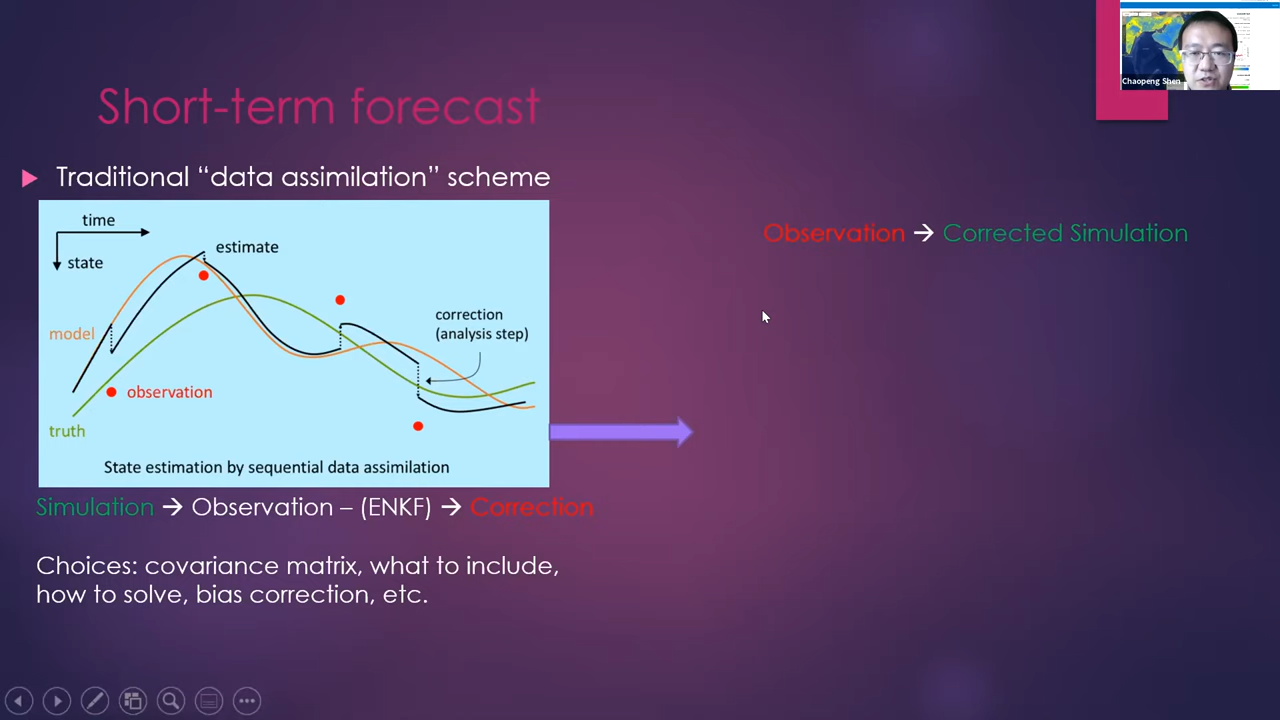 Chaopeng Shen
Short-term forecast
Traditional “data assimilation” scheme
time
state
estimate
model
observation
truth
correction
(analysis step)
State estimation by sequential data assimilation
Simulation → Observation – (ENKF) → Correction
Choices: covariance matrix, what to include,
how to solve, bias correction, etc.
Observation → Corrected Simulation